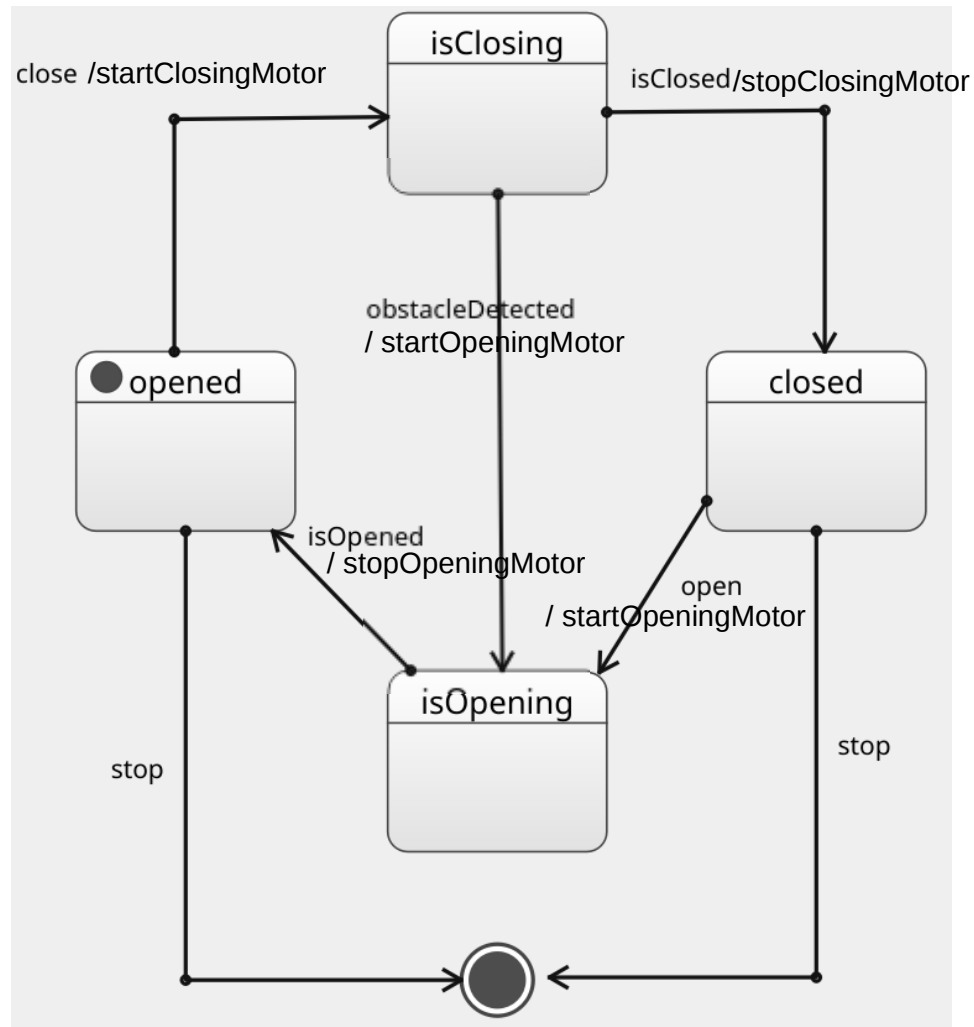 isClosing
close /startClosingMotor
isClosed/stopClosingMotor
obstacleDetected
/ startOpeningMotor
opened
closed
isOpened
/ stopOpeningMotor
open
/ startOpeningMotor
isOpening
stop
stop